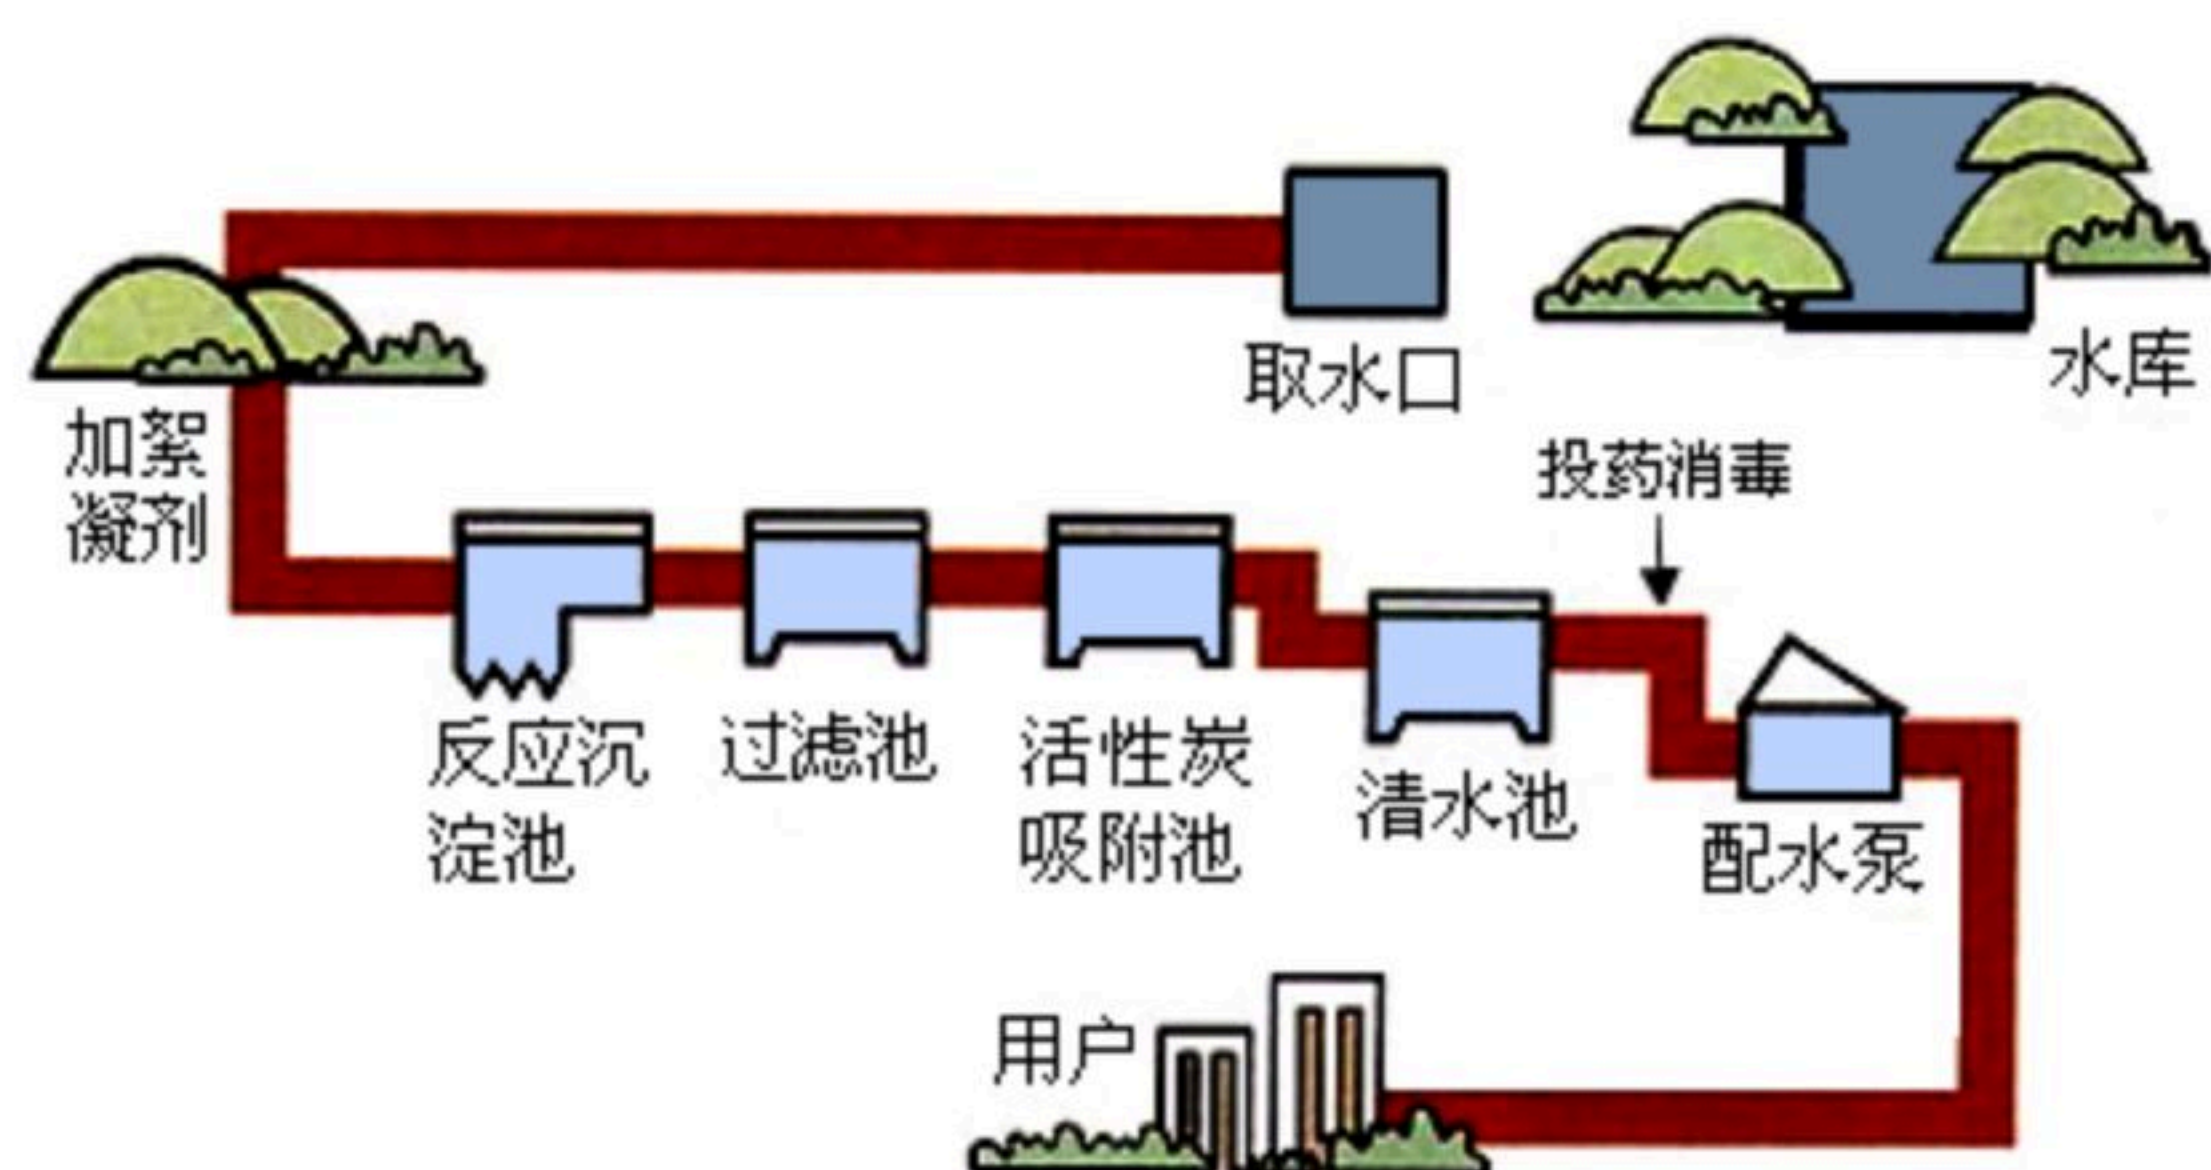 取水口
水库
加絮
凝剂
投药消毒
反应沉
淀池
过滤池
活性炭
吸附池
清水池
配水泵
用户